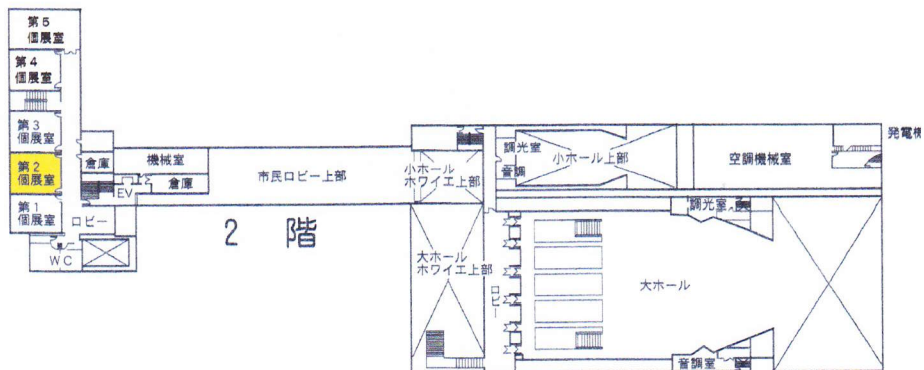 第5
個展室
第4
個展室
第3
個展室
第2
個展室
第1
個展室
倉庫
機械室
倉庫
EV
ロビー
WC
市民ロビー上部
2 階
小ホール
ホワイエ上部
大ホール
ホワイエ上部
ロビー
調光室
音調
小ホール上部
空調機械室
発電機
調光室
大ホール
音調室